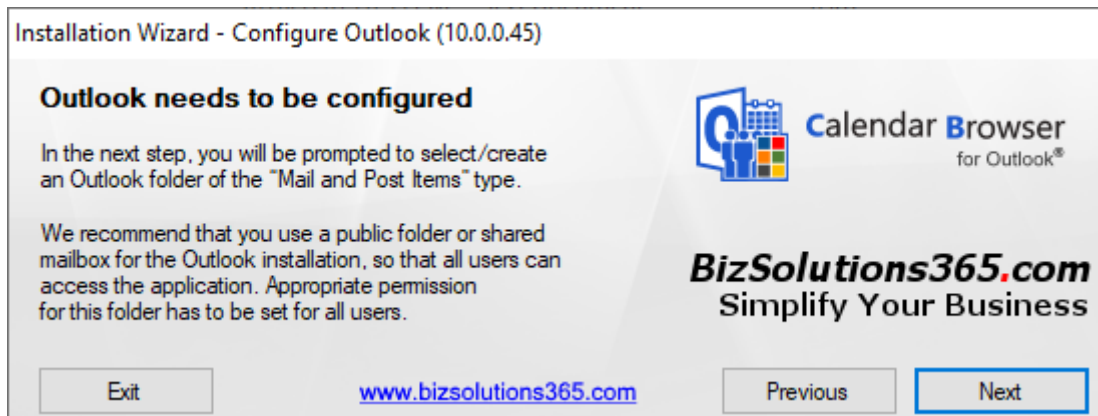 Installation Wizard - Configure Outlook (10.0.0.45)
Outlook needs to be configured
In the next step, you will be prompted to select/create
an Outlook folder of the "Mail and Post Items" type.
We recommend that you use a public folder or shared
mailbox for the Outlook installation, so that all users can
access the application. Appropriate permission
for this folder has to be set for all users.
Calendar Browser
for Outlook®
BizSolutions365.com
Simplify Your Business
Exit
www.bizsolutions365.com
Previous
Next